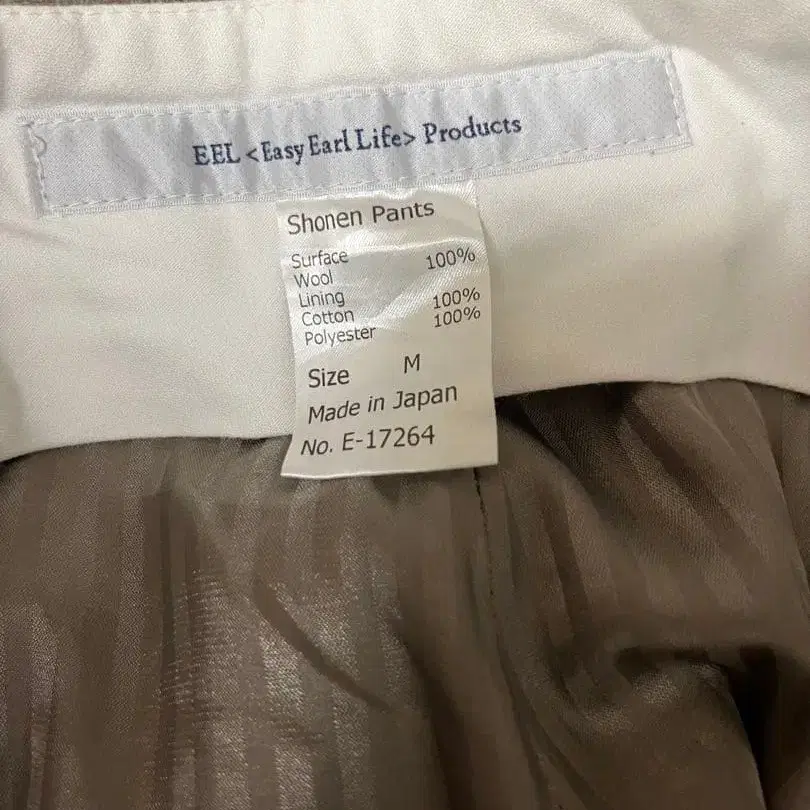 EEL <Easy Earl Life> Products
Shonen Pants
Surface
Wool 100%
Lining
Cotton 100%
Polyester 100%
Size M
Made in Japan
No. E-17264